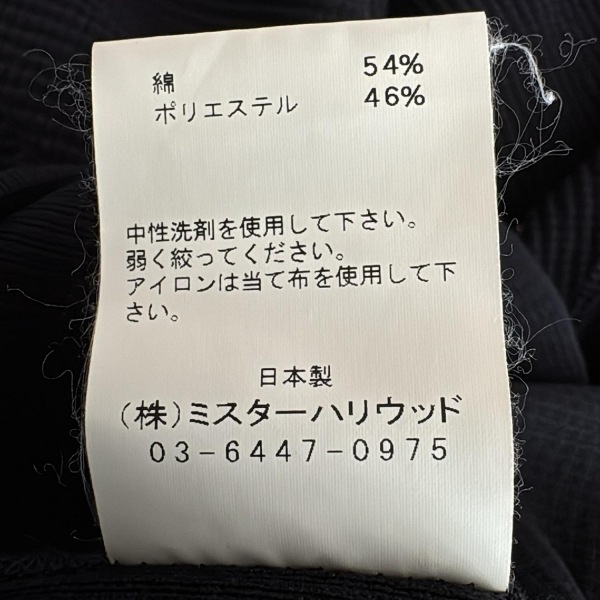 綿 54%
ポリエステル 46%
中性洗剤を使用して下さい。
弱く絞ってください。
アイロンは当て布を使用して下
さい。
日本製
(株)ミスターハリウッド
03-6447-0975